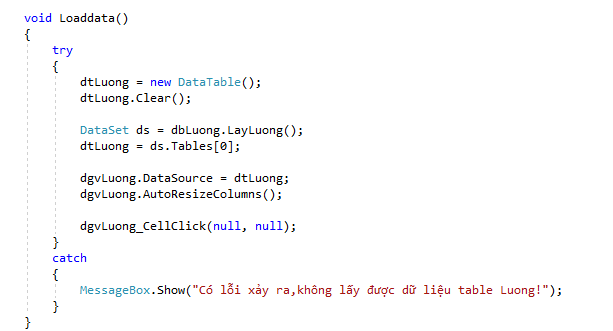 void Loaddata()
{
    try
    {
        dtLuong = new DataTable();
        dtLuong.Clear();

        DataSet ds = dbLuong.LayLuong();
        dtLuong = ds.Tables[0];

        dgvLuong.DataSource = dtLuong;
        dgvLuong.AutoResizeColumns();

        dgvLuong_CellClick(null, null);
    }
    catch
    {
        MessageBox.Show("Có lỗi xảy ra,không lấy được dữ liệu table Luong!");
    }
}